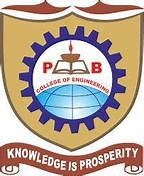 P B
COLLEGE OF ENGINEERING
KNOWLEDGE IS PROSPERITY